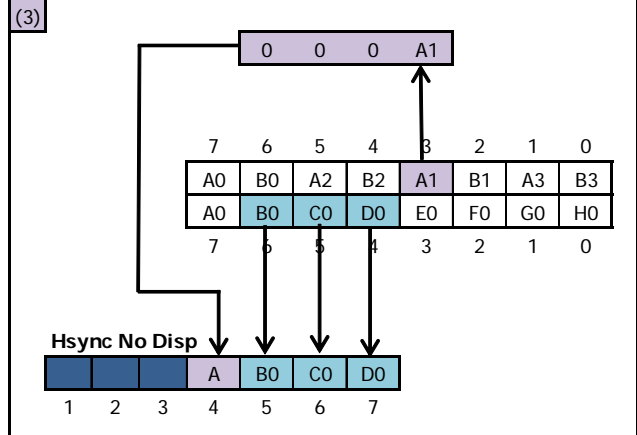 (3)
0 0 0 A1
7 6 5 4 3 2 1 0
A0 B0 A2 B2 A1 B1 A3 B3
A0 B0 C0 D0 E0 F0 G0 H0
7 6 5 4 3 2 1 0
Hsync No Disp
A B0 C0 D0
1 2 3 4 5 6 7